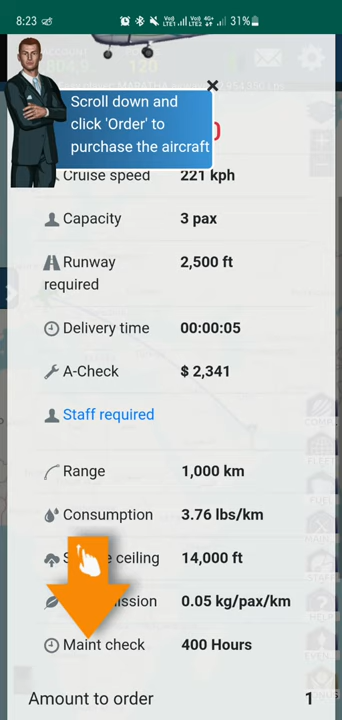 8:23
31%
Scroll down and
click 'Order' to
purchase the aircraft
Cruise speed 221 kph
Capacity 3 pax
Runway required 2,500 ft
Delivery time 00:00:05
A-Check $ 2,341
Staff required
Range 1,000 km
Consumption 3.76 lbs/km
ceiling 14,000 ft
0.05 kg/pax/km
Maint check 400 Hours
Amount to order 1